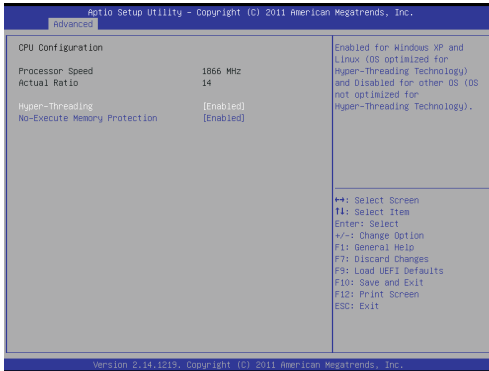 Aptio Setup Utility - Copyright (C) 2011 American Megatrends, Inc.
Advanced
CPU Configuration
Processor Speed 1866 MHz
Actual Ratio 14
Hyper-Threading [Enabled]
No-Execute Memory Protection [Enabled]
Enabled for Windows XP and
Linux (OS optimized for
Hyper-Threading Technology)
and Disabled for other OS (OS
not optimized for
Hyper-Threading Technology).
←→: Select Screen
↑↓: Select Item
Enter: Select
+/-: Change Option
F1: General Help
F7: Discard Changes
F9: Load UEFI Defaults
F10: Save and Exit
F12: Print Screen
ESC: Exit
Version 2.14.1219. Copyright (C) 2011 American Megatrends, Inc.